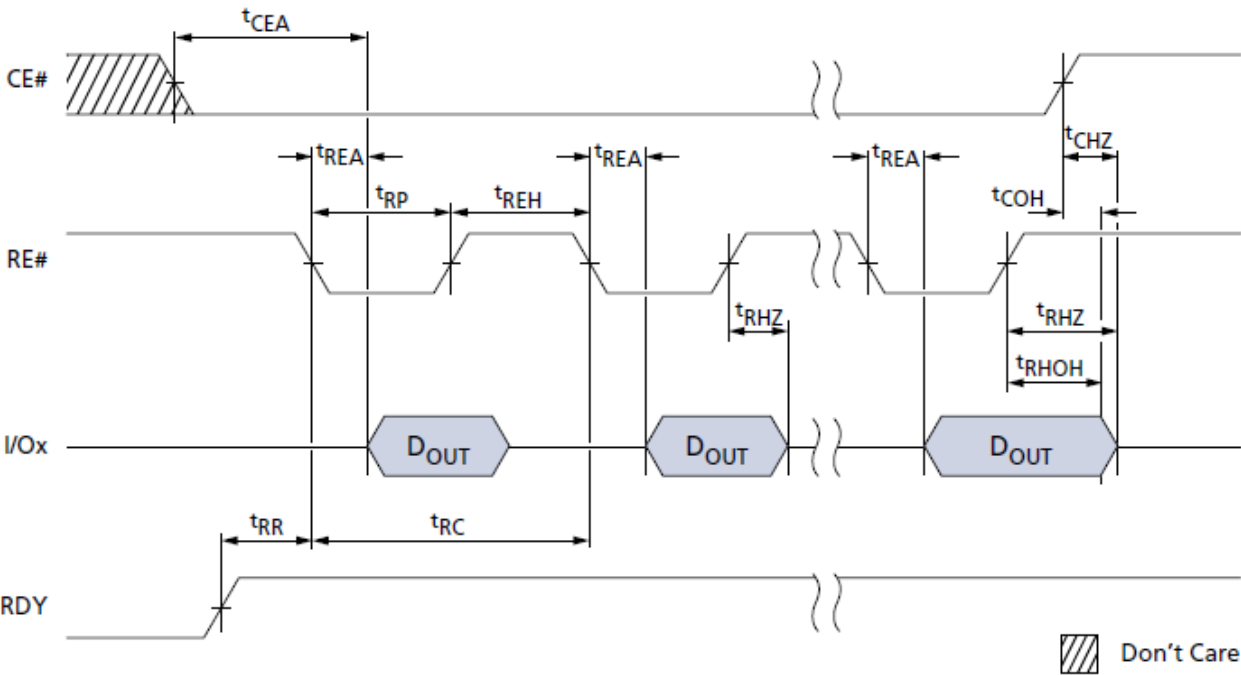 tCEA
CE#
tCHZ
tREA tREA tREA
tRP tREH tCOH
RE#
tRHZ tRHZ
tRHOH
I/Ox DOUT DOUT DOUT
tRR tRC
RDY
Don't Care